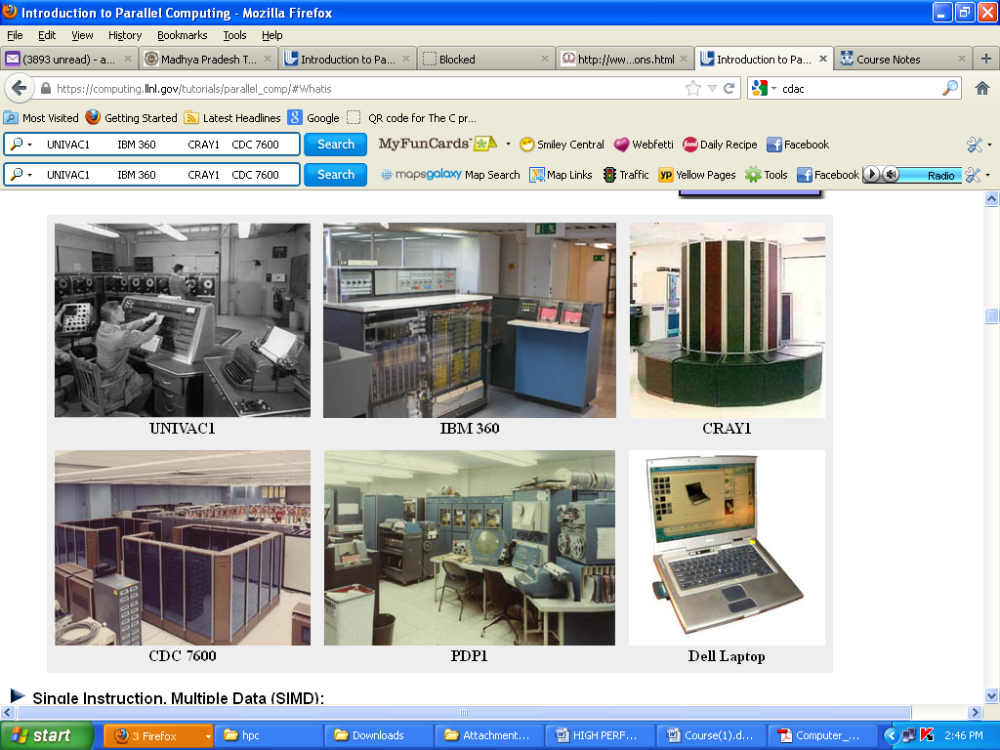 Introduction to Parallel Computing - Mozilla Firefox
File Edit View History Bookmarks Tools Help
(3893 unread) - a... Madhya Pradesh T... Introduction to Pa... Blocked http://ww...ons.html Introduction to Pa... Course Notes
https://computing.llnl.gov/tutorials/parallel_comp/#Whatis cdac
Most Visited Getting Started Latest Headlines Google QR code for The C pr...
UNIVAC1 IBM 360 CRAY1 CDC 7600 Search MyFunCards Smiley Central Webfetti food Daily Recipe Facebook
UNIVAC1 IBM 360 CRAY1 CDC 7600 Search mapsgalaxy Map Search Map Links Traffic YP Yellow Pages Tools Facebook Radio
UNIVAC1 IBM 360 CRAY1
CDC 7600 PDP1 Dell Laptop
Single Instruction, Multiple Data (SIMD):
start 3 Firefox hpc Downloads Attachment... HIGH PERF... Course(1).d... Computer_... 2:46 PM